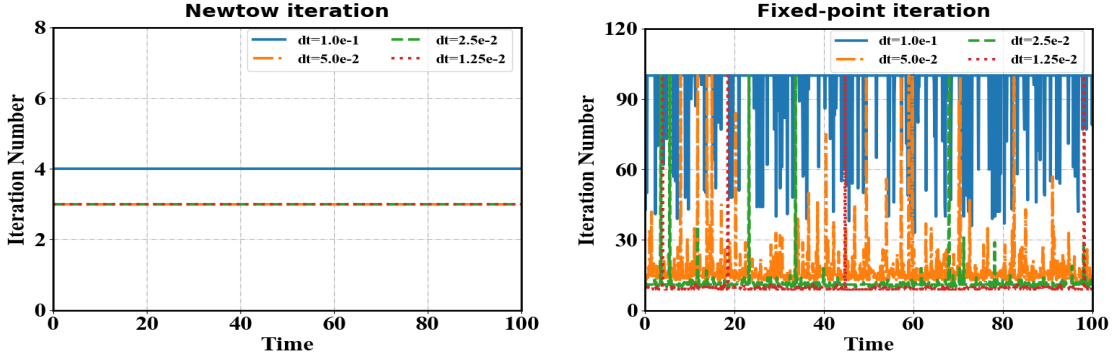 Newtow iteration
dt=1.0e-1
dt=5.0e-2
dt=2.5e-2
dt=1.25e-2
8
6
4
2
0
Iteration Number
0 20 40 60 80 100
Time
Fixed-point iteration
dt=1.0e-1
dt=5.0e-2
dt=2.5e-2
dt=1.25e-2
120
90
60
30
0
Iteration Number
0 20 40 60 80 100
Time